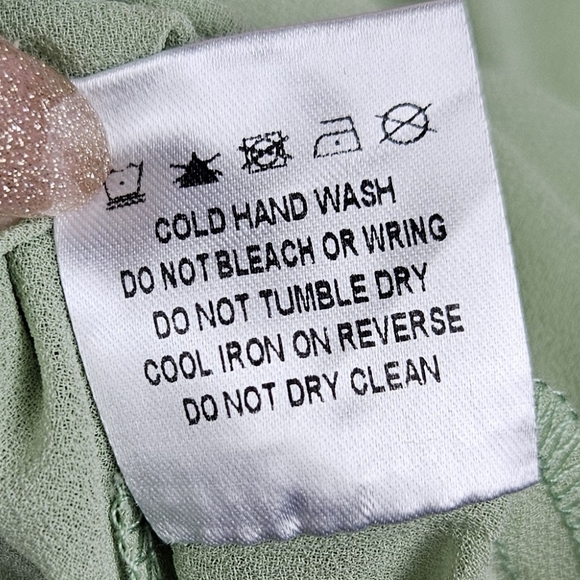 COLD HAND WASH
DO NOT BLEACH OR WRING
DO NOT TUMBLE DRY
COOL IRON ON REVERSE
DO NOT DRY CLEAN